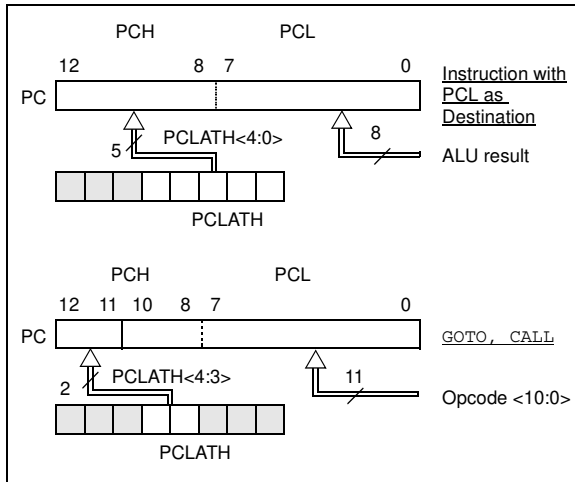 PCH PCL
12 8 7 0
PC
Instruction with
PCL as
Destination
5 PCLATH<4:0> 8
ALU result
PCLATH
PCH PCL
12 11 10 8 7 0
PC
GOTO, CALL
2 PCLATH<4:3> 11
Opcode <10:0>
PCLATH